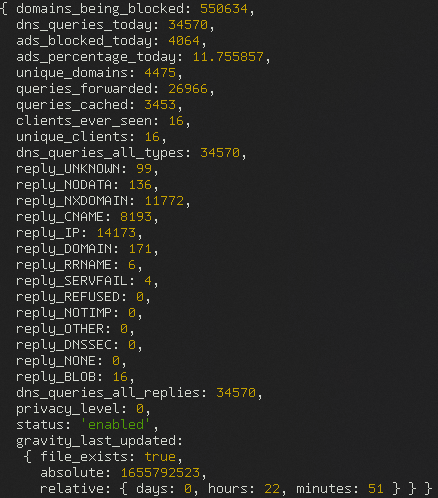 { domains_being_blocked: 550634,
dns_queries_today: 34570,
ads_blocked_today: 4064,
ads_percentage_today: 11.755857,
unique_domains: 4475,
queries_forwarded: 26966,
queries_cached: 3453,
clients_ever_seen: 16,
unique_clients: 16,
dns_queries_all_types: 34570,
reply_UNKNOWN: 99,
reply_NODATA: 136,
reply_NXDOMAIN: 11772,
reply_CNAME: 8193,
reply_IP: 14173,
reply_DOMAIN: 171,
reply_RRNAME: 6,
reply_SERVFAIL: 4,
reply_REFUSED: 0,
reply_NOTIMP: 0,
reply_OTHER: 0,
reply_DNSSEC: 0,
reply_NONE: 0,
reply_BLOB: 16,
dns_queries_all_replies: 34570,
privacy_level: 0,
status: 'enabled',
gravity_last_updated:
{ file_exists: true,
absolute: 1655792523,
relative: { days: 0, hours: 22, minutes: 51 } } }